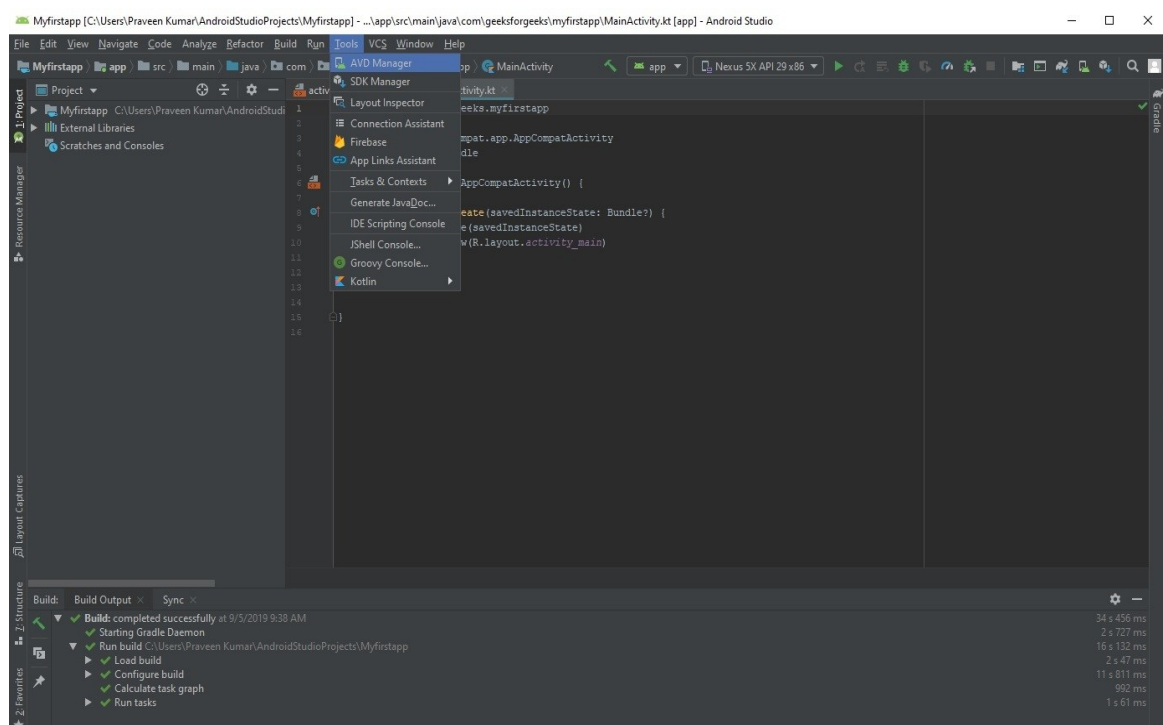 Myfirstapp [C:\Users\Praveen Kumar\AndroidStudioProjects\Myfirstapp] - ...\app\src\main\java\com\geeksforgeeks\myfirstapp\MainActivity.kt [app] - Android Studio
File Edit View Navigate Code Analyze Refactor Build Run Tools VCS Window Help
Myfirstapp app src main java com pp MainActivity app Nexus 5X API 29 x86
AVD Manager
SDK Manager
Layout Inspector
Connection Assistant
Firebase
App Links Assistant
Tasks & Contexts
Generate JavaDoc...
IDE Scripting Console
JShell Console...
Groovy Console...
Kotlin
1: Project
Resource Manager
Layout Captures
Z: Structure
2: Favorites
Gradle
Project
Myfirstapp C:\Users\Praveen Kumar\AndroidStudi
External Libraries
Scratches and Consoles
activ tivity.kt
1 eeks.myfirstapp
2
3 mpat.app.AppCompatActivity
4 dle
5
6 AppCompatActivity() {
7
8 eate(savedInstanceState: Bundle?) {
9 e(savedInstanceState)
10 w(R.layout.activity_main)
11
12
13
14
15 }
16
Build: Build Output Sync
Build: completed successfully at 9/5/2019 9:38 AM 34 s 456 ms
Starting Gradle Daemon 2 s 727 ms
Run build C:\Users\Praveen Kumar\AndroidStudioProjects\Myfirstapp 16 s 132 ms
Load build 2 s 47 ms
Configure build 11 s 811 ms
Calculate task graph 992 ms
Run tasks 1 s 61 ms